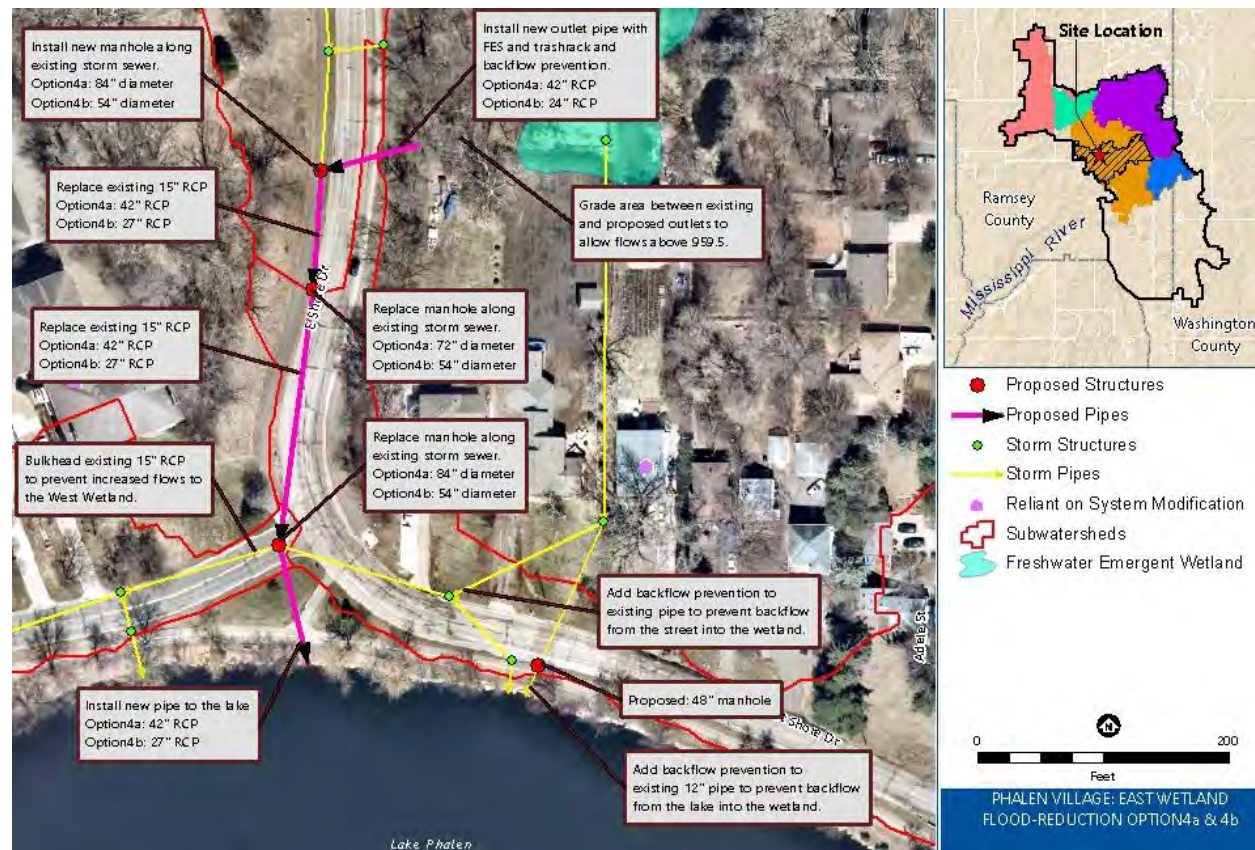 Install new manhole along
existing storm sewer.
Option4a: 84" diameter
Option4b: 54" diameter
Install new outlet pipe with
FES and trashrack and
backflow prevention.
Option4a: 42" RCP
Option4b: 24" RCP
Replace existing 15" RCP
Option4a: 42" RCP
Option4b: 27" RCP
Grade area between existing
and proposed outlets to
allow flows above 959.5.
E Shore Dr
Replace existing 15" RCP
Option4a: 42" RCP
Option4b: 27" RCP
Replace manhole along
existing storm sewer.
Option4a: 72" diameter
Option4b: 54" diameter
Bulkhead existing 15" RCP
to prevent increased flows to
the West Wetland.
Replace manhole along
existing storm sewer.
Option4a: 84" diameter
Option4b: 54" diameter
Add backflow prevention to
existing pipe to prevent backflow
from the street into the wetland.
Adele St
Install new pipe to the lake
Option4a: 42" RCP
Option4b: 27" RCP
Proposed: 48" manhole
Shore Dr
Add backflow prevention to
existing 12" pipe to prevent backflow
from the lake into the wetland.
Lake Phalen
Site Location
Ramsey
County
Mississippi River
Washington
County
Proposed Structures
Proposed Pipes
Storm Structures
Storm Pipes
Reliant on System Modification
Subwatersheds
Freshwater Emergent Wetland
N
0 200
Feet
PHALEN VILLAGE: EAST WETLAND
FLOOD-REDUCTION OPTION4a & 4b